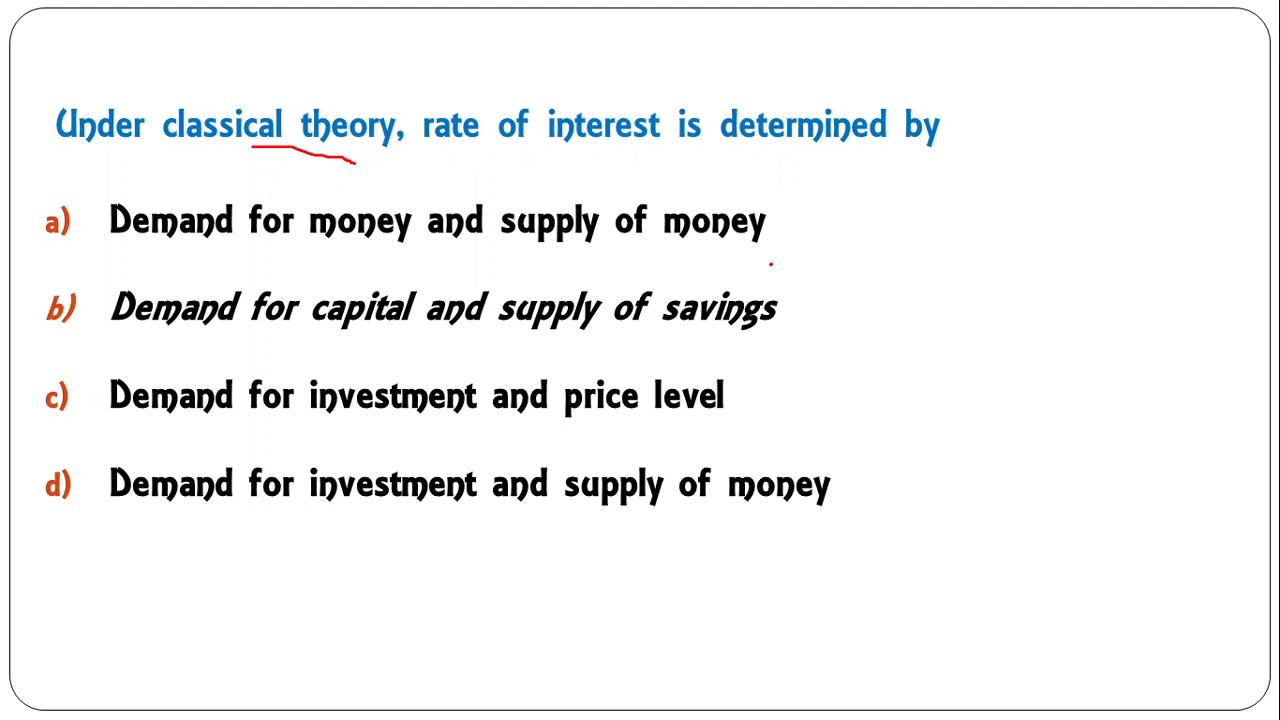 Under classical theory, rate of interest is determined by
a) Demand for money and supply of money
b) Demand for capital and supply of savings
c) Demand for investment and price level
d) Demand for investment and supply of money